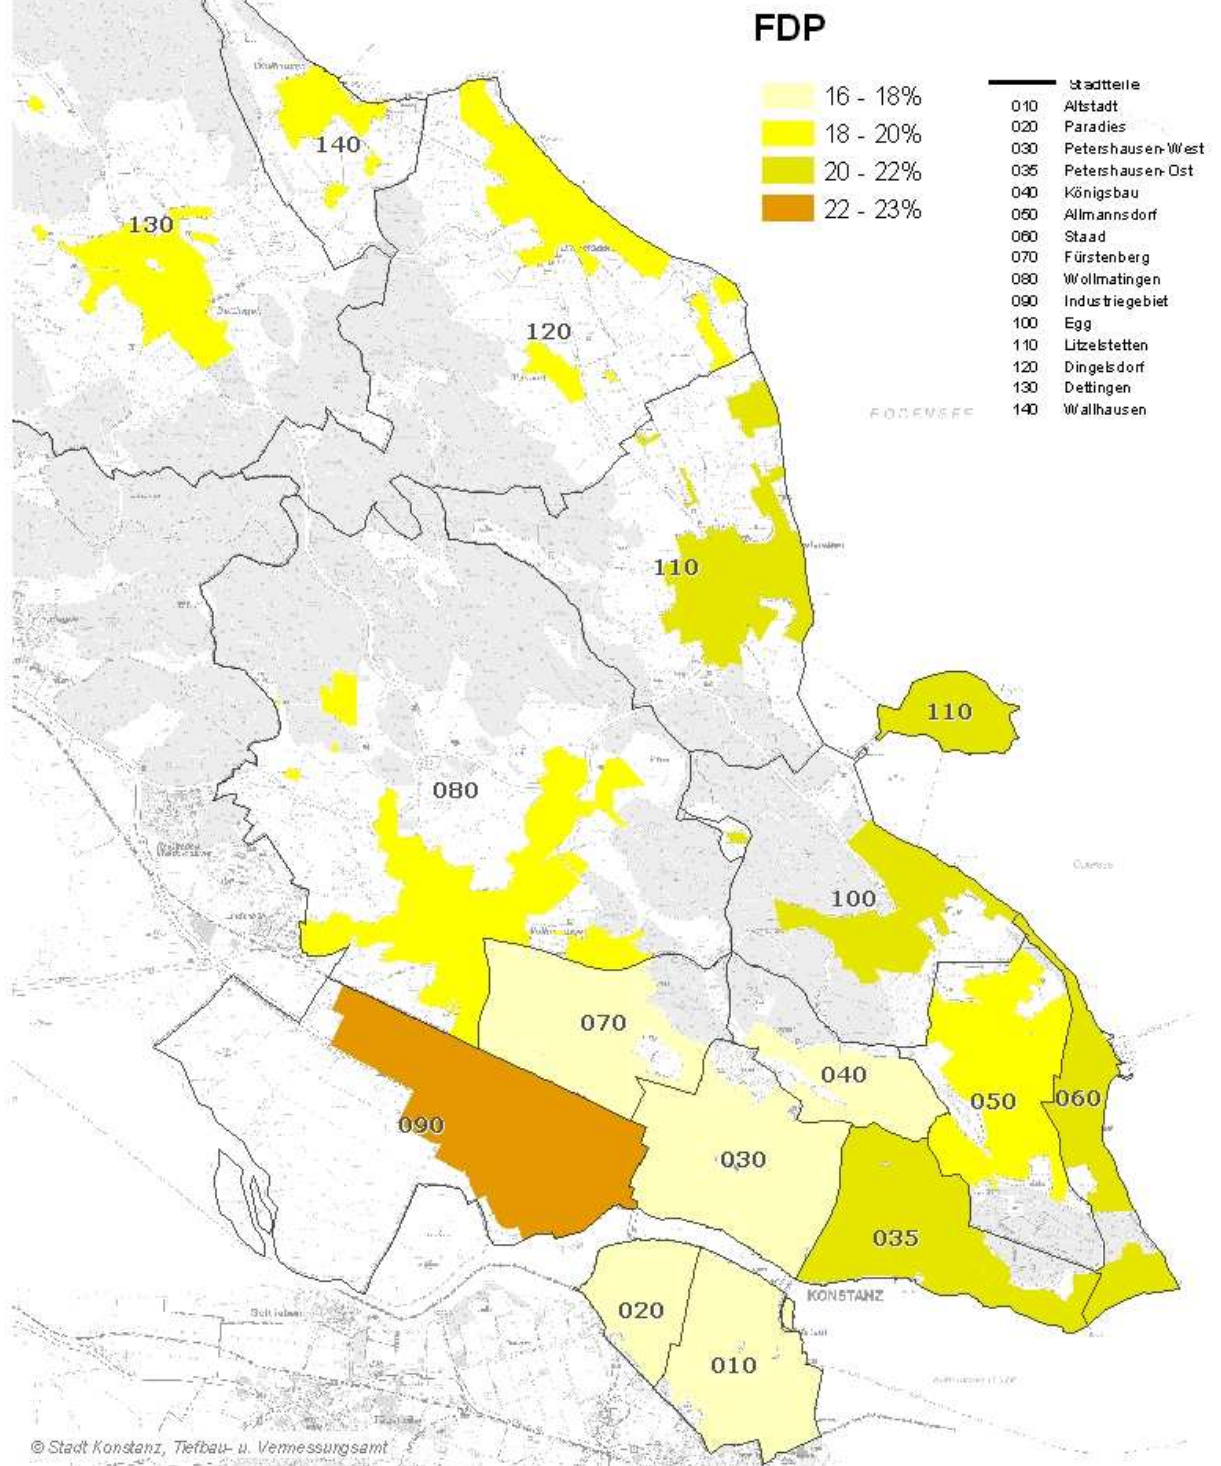 FDP
16 - 18%
18 - 20%
20 - 22%
22 - 23%
Stadtteile
010 Altstadt
020 Paradies
030 Petershausen-West
035 Petershausen-Ost
040 Königsbau
050 Allmannsdorf
060 Staad
070 Fürstenberg
080 Wollmatingen
090 Industriegebiet
100 Egg
110 Litzelstetten
120 Dingelsdorf
130 Dettingen
140 Wallhausen
140
130
120
BODENSEE
110
110
080
100
070
040
050
060
090
030
035
KONSTANZ
020
010
© Stadt Konstanz, Tiefbau- u. Vermessungsamt